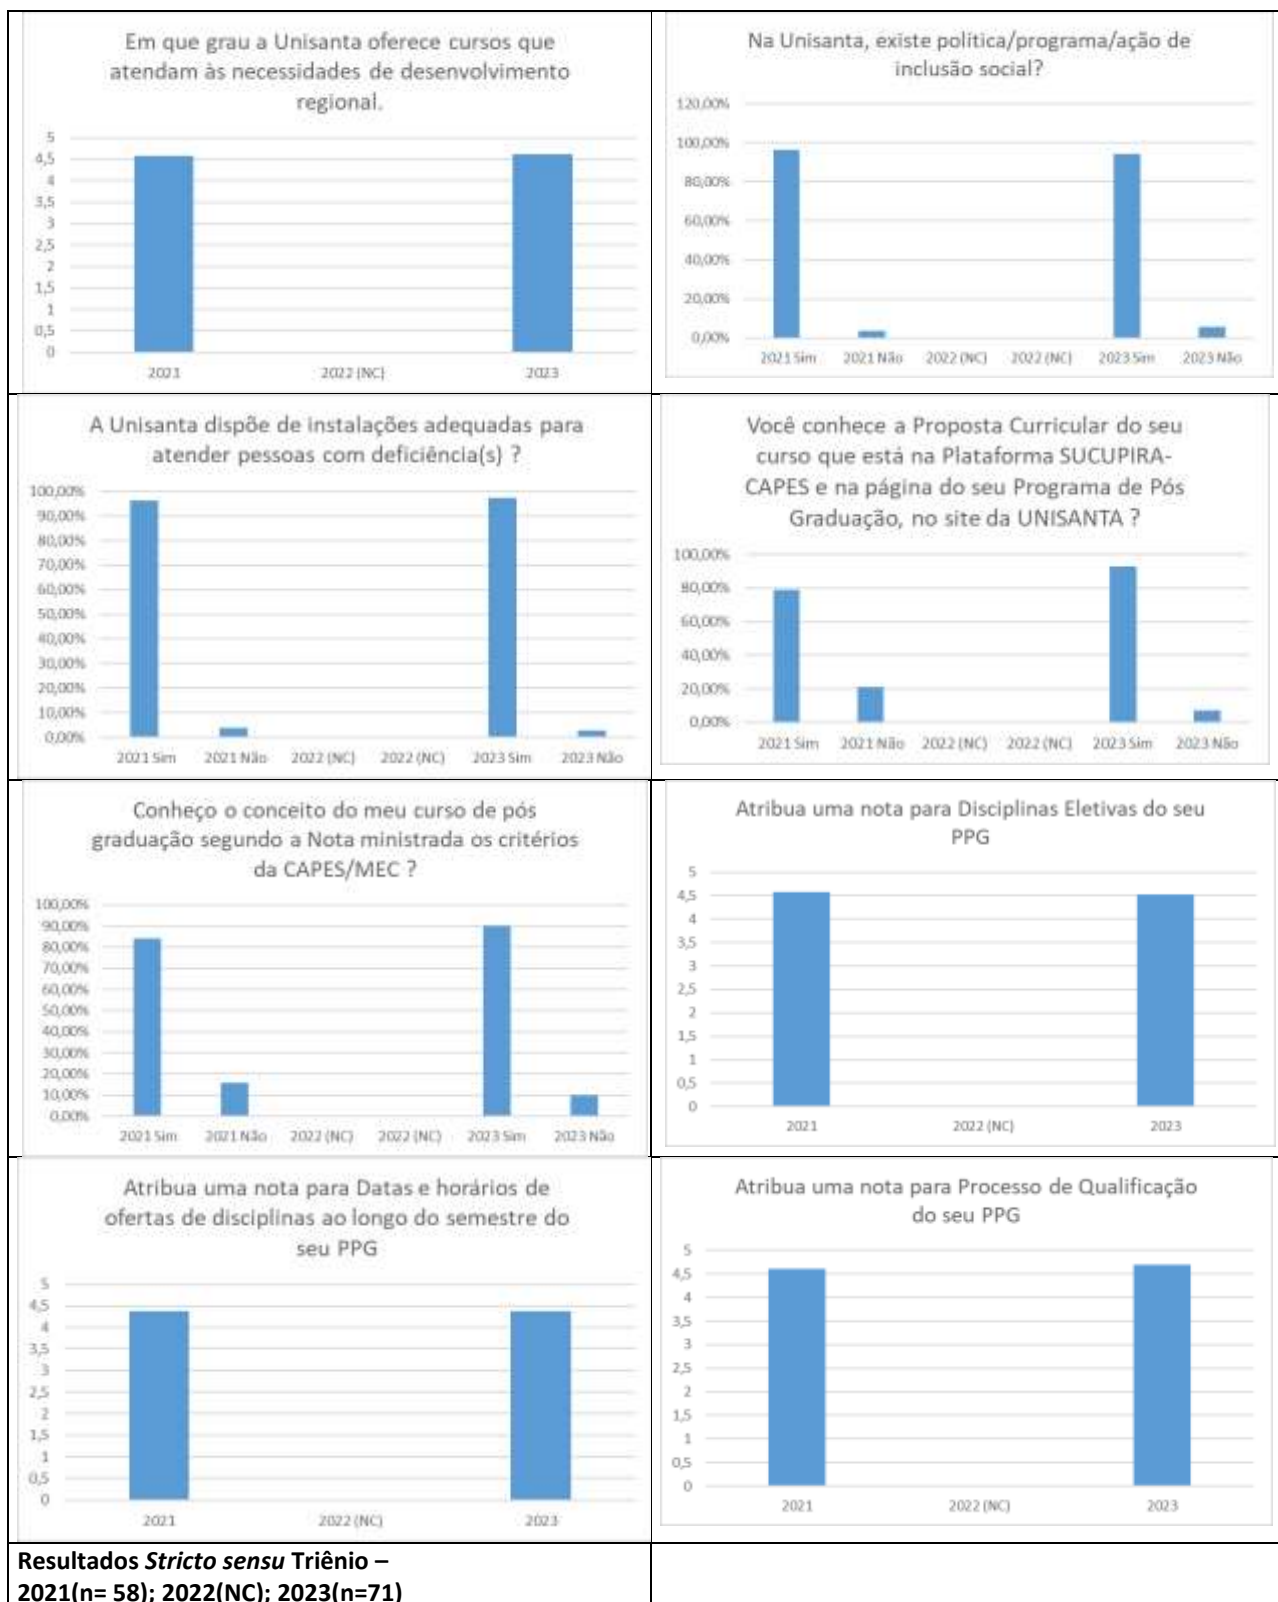 Em que grau a Unisanta oferece cursos que
atendam às necessidades de desenvolvimento
regional.
5
4,5
4
3,5
3
2,5
2
1,5
1
0,5
0
2021 2022 (NC) 2023
Na Unisanta, existe política/programa/ação de
inclusão social?
120,00%
100,00%
80,00%
60,00%
40,00%
20,00%
0,00%
2021 Sim 2021 Não 2022 (NC) 2022 (NC) 2023 Sim 2023 Não
A Unisanta dispõe de instalações adequadas para
atender pessoas com deficiência(s) ?
100,00%
90,00%
80,00%
70,00%
60,00%
50,00%
40,00%
30,00%
20,00%
10,00%
0,00%
2021 Sim 2021 Não 2022 (NC) 2022 (NC) 2023 Sim 2023 Não
Você conhece a Proposta Curricular do seu
curso que está na Plataforma SUCUPIRA-
CAPES e na página do seu Programa de Pós
Graduação, no site da UNISANTA ?
100,00%
80,00%
60,00%
40,00%
20,00%
0,00%
2021 Sim 2021 Não 2022 (NC) 2022 (NC) 2023 Sim 2023 Não
Conheço o conceito do meu curso de pós
graduação segundo a Nota ministrada os critérios
da CAPES/MEC ?
100,00%
90,00%
80,00%
70,00%
60,00%
50,00%
40,00%
30,00%
20,00%
10,00%
0,00%
2021 Sim 2021 Não 2022 (NC) 2022 (NC) 2023 Sim 2023 Não
Atribua uma nota para Disciplinas Eletivas do seu
PPG
5
4,5
4
3,5
3
2,5
2
1,5
1
0,5
0
2021 2022 (NC) 2023
Atribua uma nota para Datas e horários de
ofertas de disciplinas ao longo do semestre do
seu PPG
5
4,5
4
3,5
3
2,5
2
1,5
1
0,5
0
2021 2022 (NC) 2023
Atribua uma nota para Processo de Qualificação
do seu PPG
5
4,5
4
3,5
3
2,5
2
1,5
1
0,5
0
2021 2022 (NC) 2023
Resultados Stricto sensu Triênio –
2021(n= 58); 2022(NC); 2023(n=71)